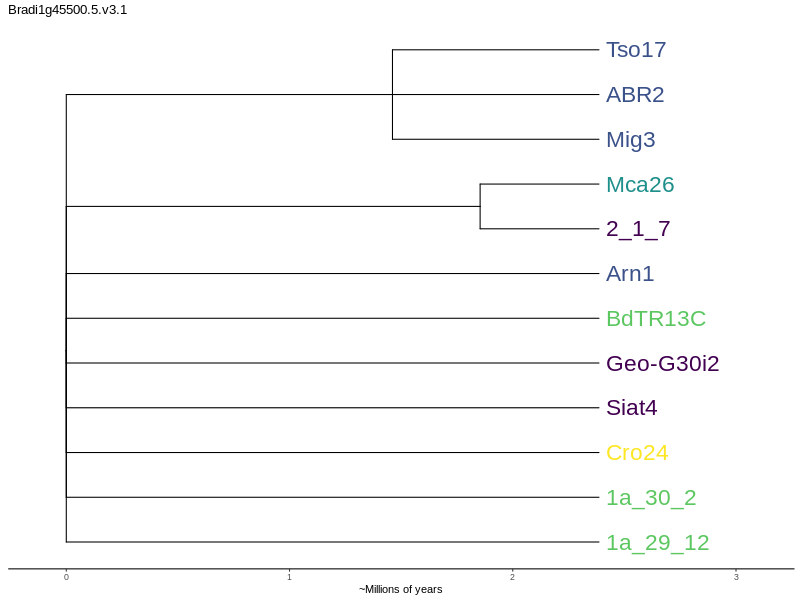 Bradi1g45500.5.v3.1
Tso17
ABR2
Mig3
Mca26
2_1_7
Arn1
BdTR13C
Geo-G30i2
Siat4
Cro24
1a_30_2
1a_29_12
0 1 2 3
~Millions of years